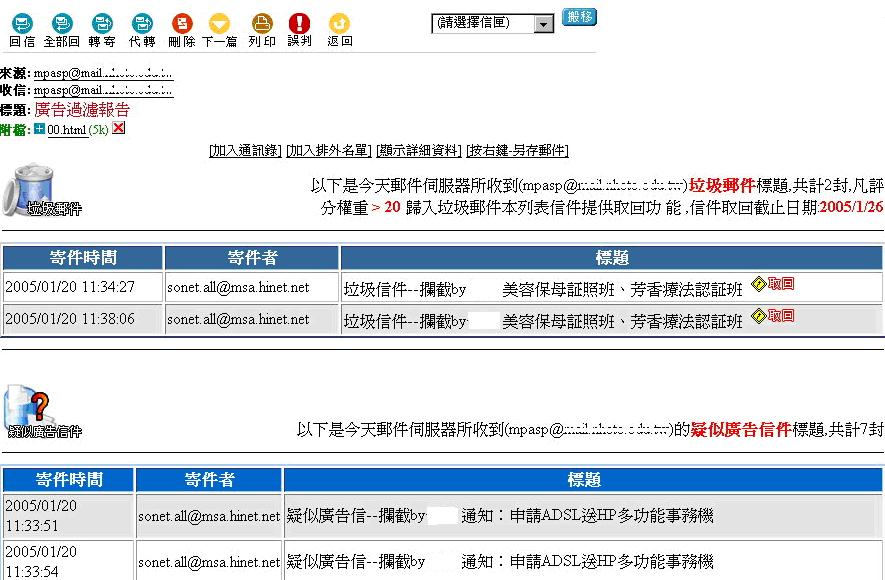 回信 全部回 轉寄 代轉 刪除 下一篇 列印 誤判 返回 (請選擇信匣) 搬移
來源: mpasp@mail.
收信: mpasp@mail.
標題: 廣告過濾報告
附檔: 00.html (5k)
[加入通訊錄] [加入排外名單] [顯示詳細資料] [按右鍵-另存郵件]
垃圾郵件
以下是今天郵件伺服器所收到(mpasp@)垃圾郵件標題,共計2封,凡評
分權重 > 20 歸入垃圾郵件本列表信件提供取回功 能 ,信件取回截止日期:2005/1/26
寄件時間 寄件者 標題
2005/01/20 11:34:27 sonet.all@msa.hinet.net 垃圾信件--攔截by 美容保母証照班、芳香療法認証班 取回
2005/01/20 11:38:06 sonet.all@msa.hinet.net 垃圾信件--攔截by 美容保母証照班、芳香療法認証班 取回
疑似廣告信件
以下是今天郵件伺服器所收到(mpasp@)的疑似廣告信件標題,共計7封
寄件時間 寄件者 標題
2005/01/20
11:33:51 sonet.all@msa.hinet.net 疑似廣告信--攔截by 通知：申請ADSL送HP多功能事務機
2005/01/20
11:33:54 sonet.all@msa.hinet.net 疑似廣告信--攔截by 通知：申請ADSL送HP多功能事務機